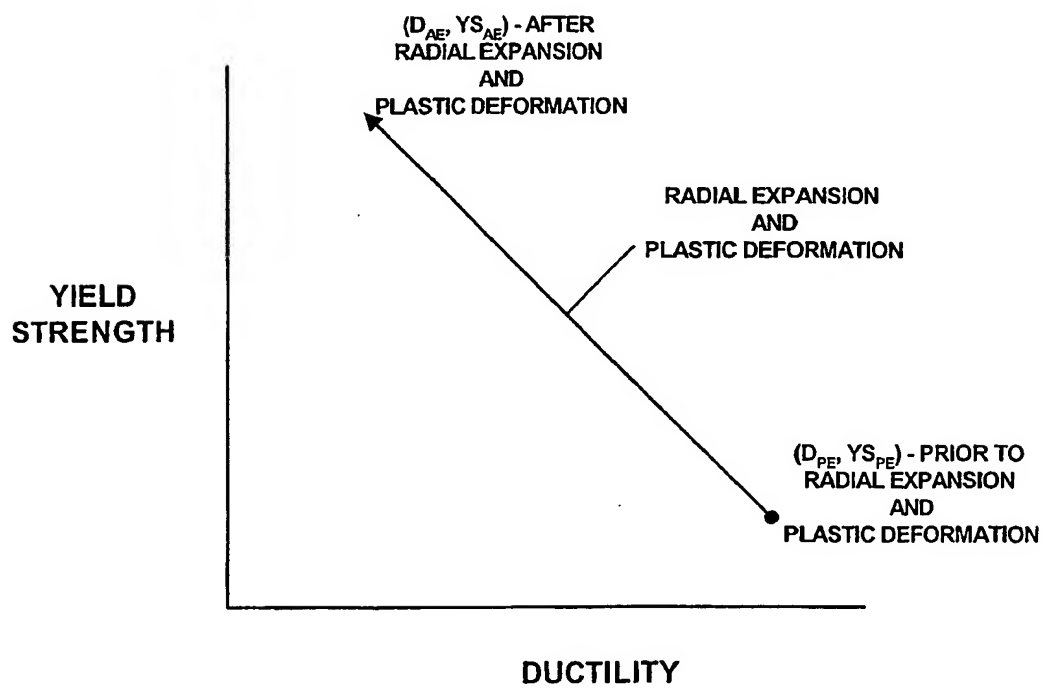 (D_AE, YS_AE) - AFTER
RADIAL EXPANSION
AND
PLASTIC DEFORMATION
RADIAL EXPANSION
AND
PLASTIC DEFORMATION
YIELD
STRENGTH
(D_PE, YS_PE) - PRIOR TO
RADIAL EXPANSION
AND
PLASTIC DEFORMATION
DUCTILITY